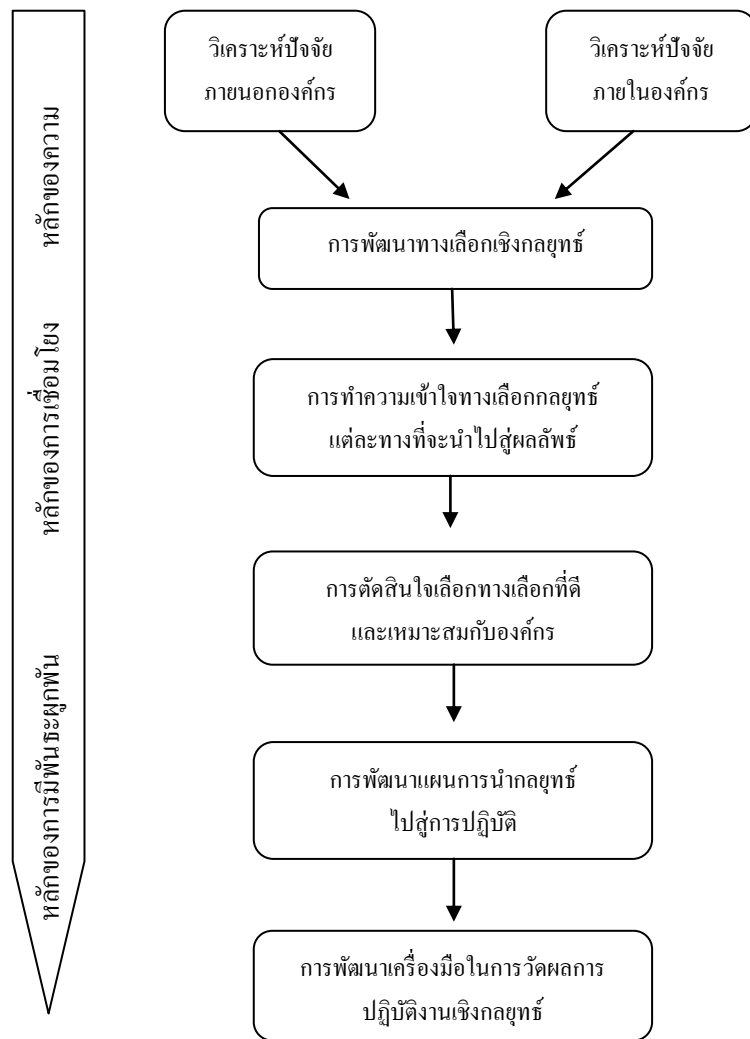 วิเคราะห์ปัจจัย
ภายนอกองค์กร
วิเคราะห์ปัจจัย
ภายในองค์กร
การพัฒนาทางเลือกเชิงกลยุทธ์
การทำความเข้าใจทางเลือกกลยุทธ์
แต่ละทางที่จะนำไปสู่ผลลัพธ์
การตัดสินใจเลือกทางเลือกที่ดี
และเหมาะสมกับองค์กร
การพัฒนาแผนการนำกลยุทธ์
ไปสู่การปฏิบัติ
การพัฒนาเครื่องมือในการวัดผลการ
ปฏิบัติงานเชิงกลยุทธ์
หลักของความ
หลักของการเชื่อมโยง
หลักของการมีพันธะผูกพัน